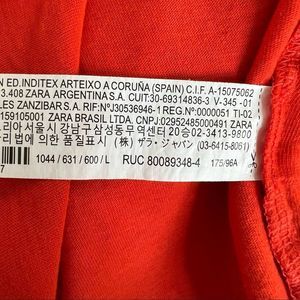 N ED. INDITEX ARTEIXO A CORUÑA (SPAIN) C.I.F. A-15075062
3.408 ZARA ARGENTINA S.A. CUIT:30-69314836-3 V-345 -01
LES ZANZIBAR S.A. RIF:NºJ30536946-1 REG.Nº0000051 TI-02
159105001 ZARA BRASIL LTDA. CNPJ:02952485000491 ZARA
리아 서울시 강남구 삼성동 무역센터 20층 02-3413-9800
리법에 의한 품질표시 (株) ザラ・ジャパン (03-6415-8061)
7 1044 / 631 / 600 / L RUC 80089348-4 175/96A